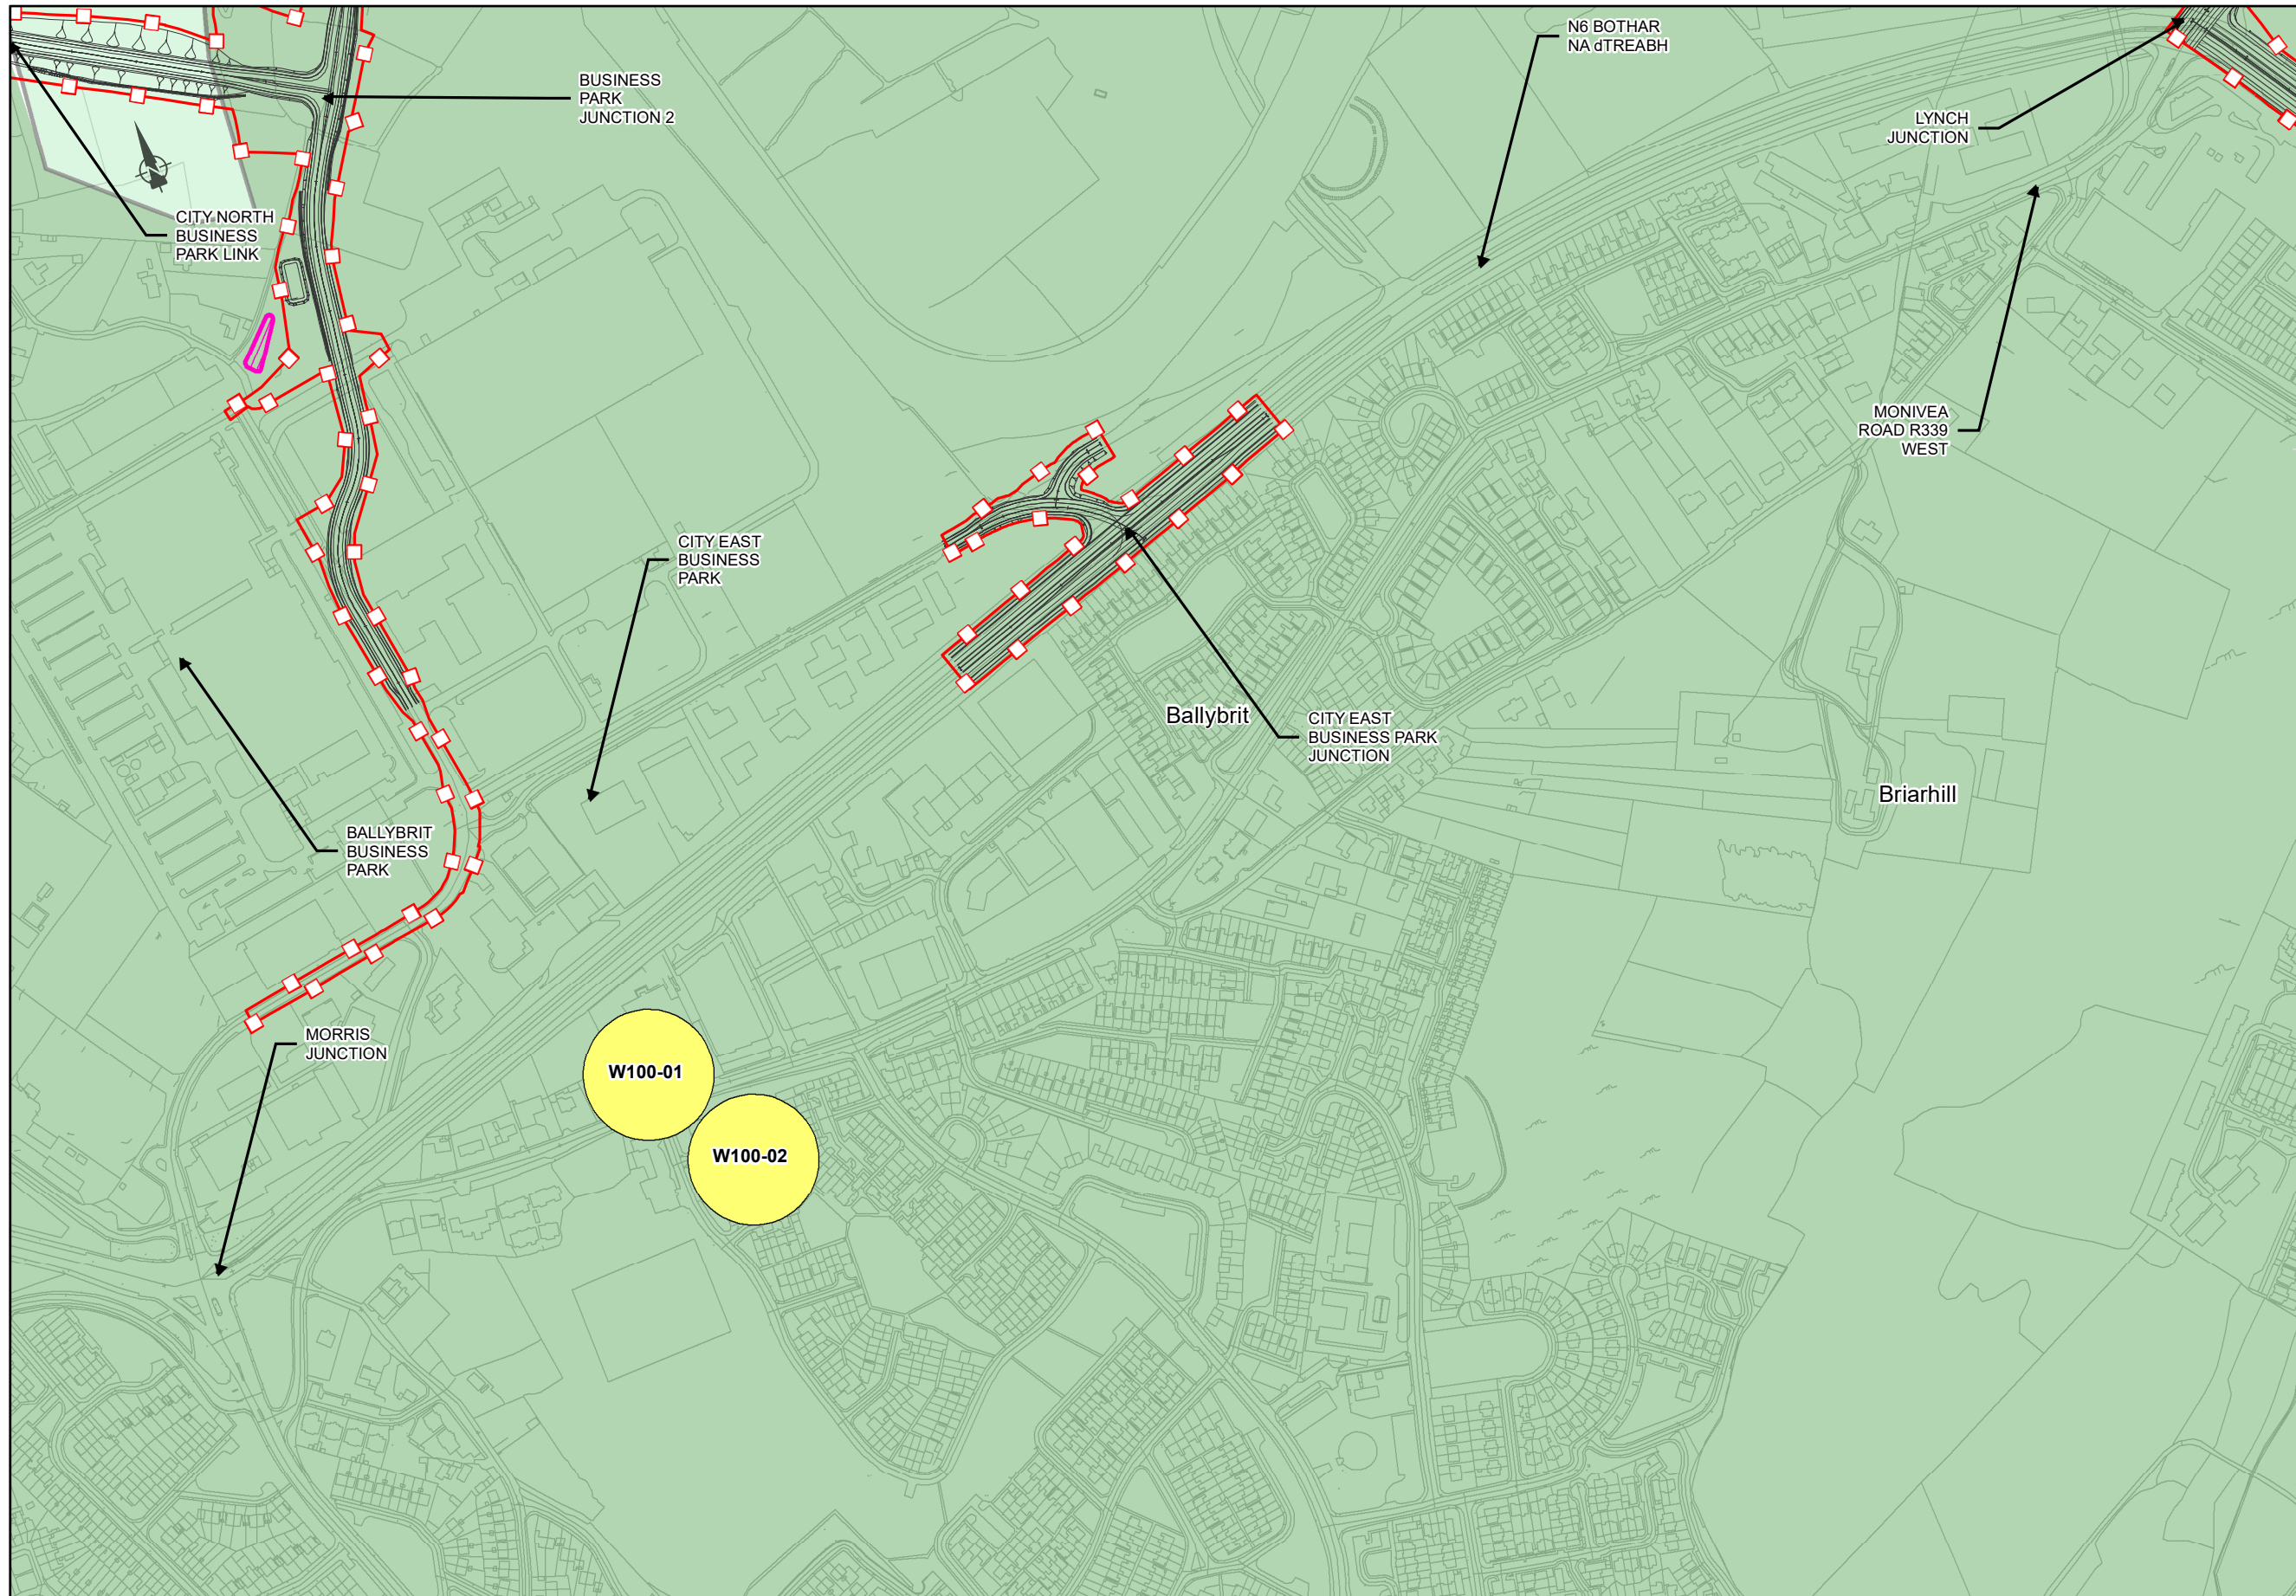 N6 BOTHAR
NA dTREABH
BUSINESS
PARK
JUNCTION 2
LYNCH
JUNCTION
CITY NORTH
BUSINESS
PARK LINK
MONIVEA
ROAD R339
WEST
CITY EAST
BUSINESS
PARK
Ballybrit
CITY EAST
BUSINESS PARK
JUNCTION
Briarhill
BALLYBRIT
BUSINESS
PARK
MORRIS
JUNCTION
W100-01
W100-02